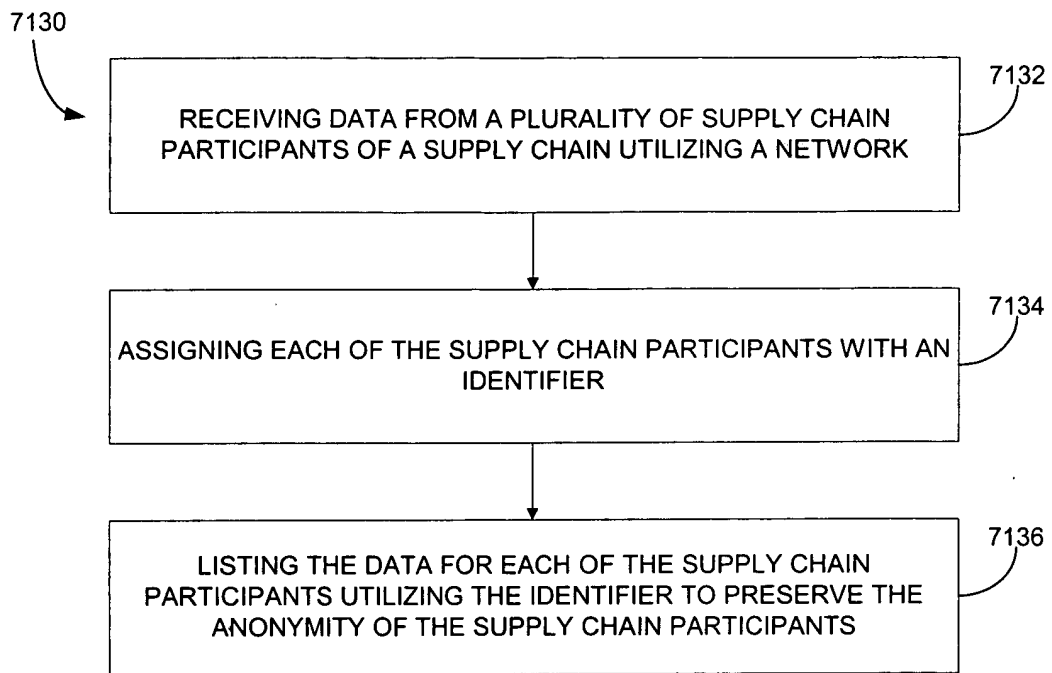 7130
7132
RECEIVING DATA FROM A PLURALITY OF SUPPLY CHAIN
PARTICIPANTS OF A SUPPLY CHAIN UTILIZING A NETWORK
7134
ASSIGNING EACH OF THE SUPPLY CHAIN PARTICIPANTS WITH AN
IDENTIFIER
7136
LISTING THE DATA FOR EACH OF THE SUPPLY CHAIN
PARTICIPANTS UTILIZING THE IDENTIFIER TO PRESERVE THE
ANONYMITY OF THE SUPPLY CHAIN PARTICIPANTS